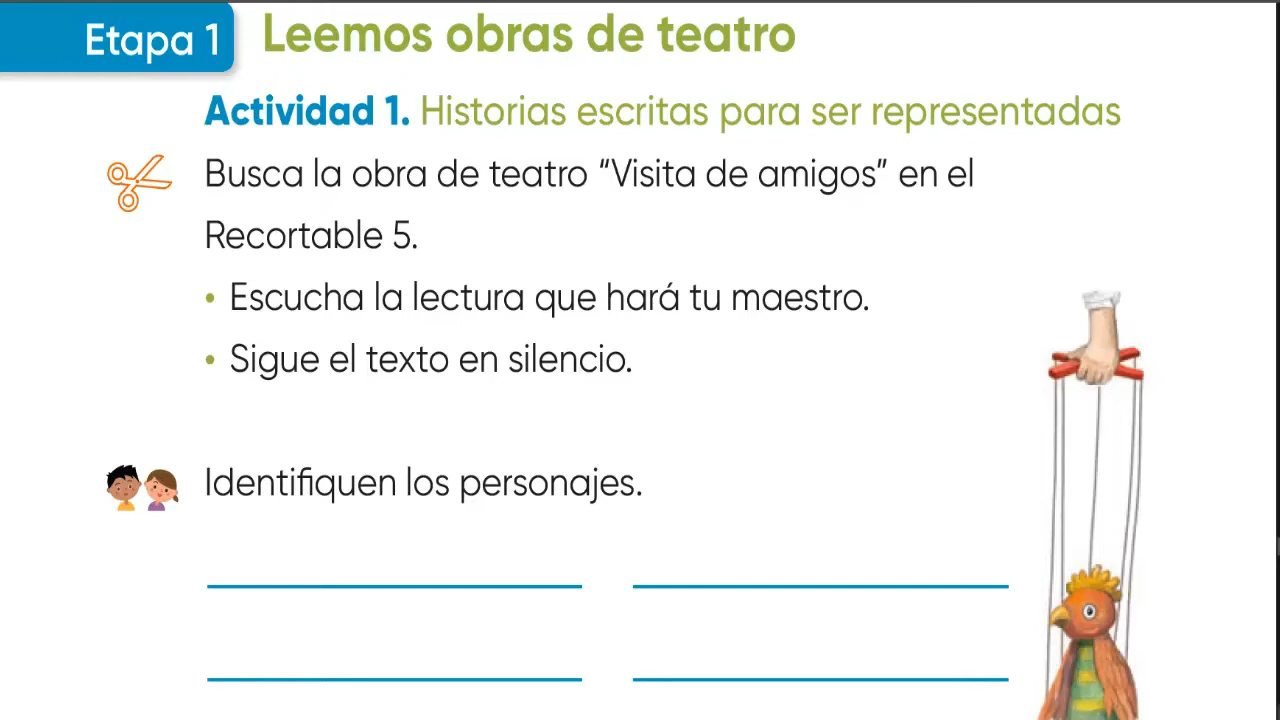 Etapa 1
Leemos obras de teatro
Actividad 1. Historias escritas para ser representadas
Busca la obra de teatro “Visita de amigos” en el
Recortable 5.
• Escucha la lectura que hará tu maestro.
• Sigue el texto en silencio.
Identifiquen los personajes.